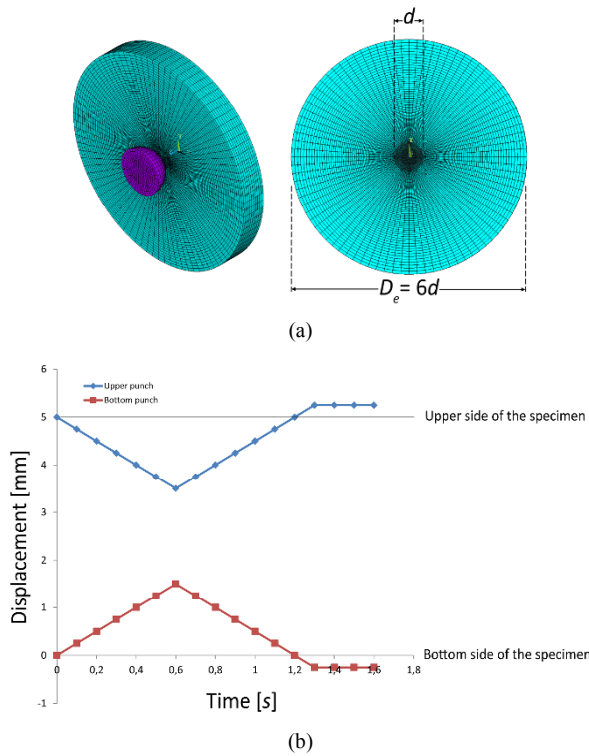 d
Dₑ = 6d
(a)
6
Upper punch
Bottom punch
5
Upper side of the specimen
4
3
2
1
0
Bottom side of the specimen
-1
Displacement [mm]
0 0,2 0,4 0,6 0,8 1 1,2 1,4 1,6 1,8
Time [s]
(b)